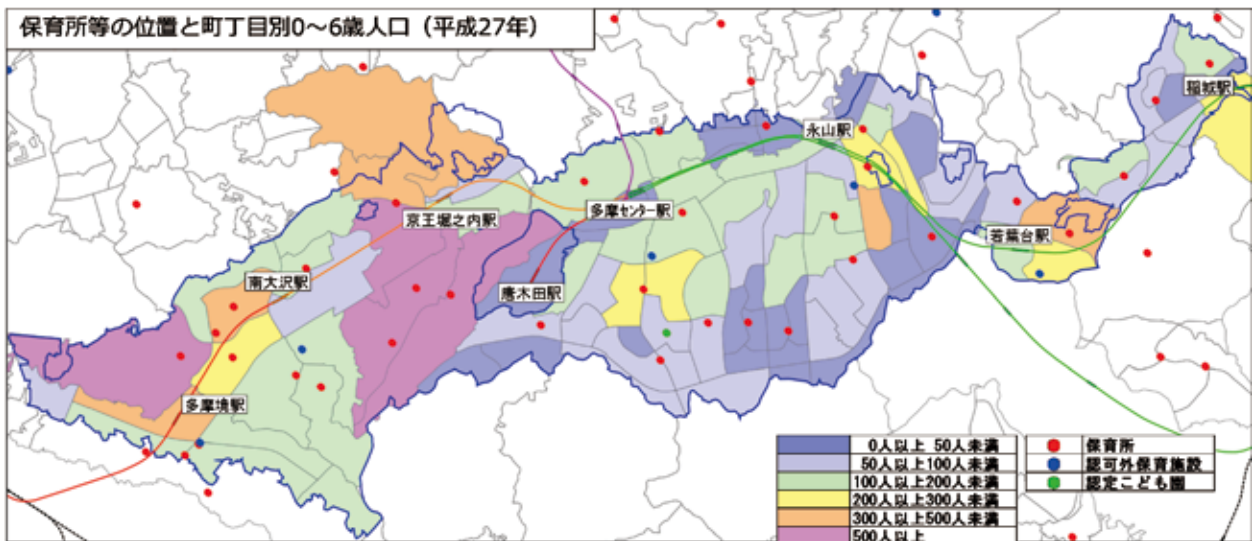 保育所等の位置と町丁目別0～6歳人口（平成27年）
稲城駅
永山駅
多摩センター駅
京王堀之内駅
若葉台駅
南大沢駅
唐木田駅
多摩境駅
0人以上 50人未満
50人以上100人未満
100人以上200人未満
200人以上300人未満
300人以上500人未満
500人以上
保育所
認可外保育施設
認定こども園